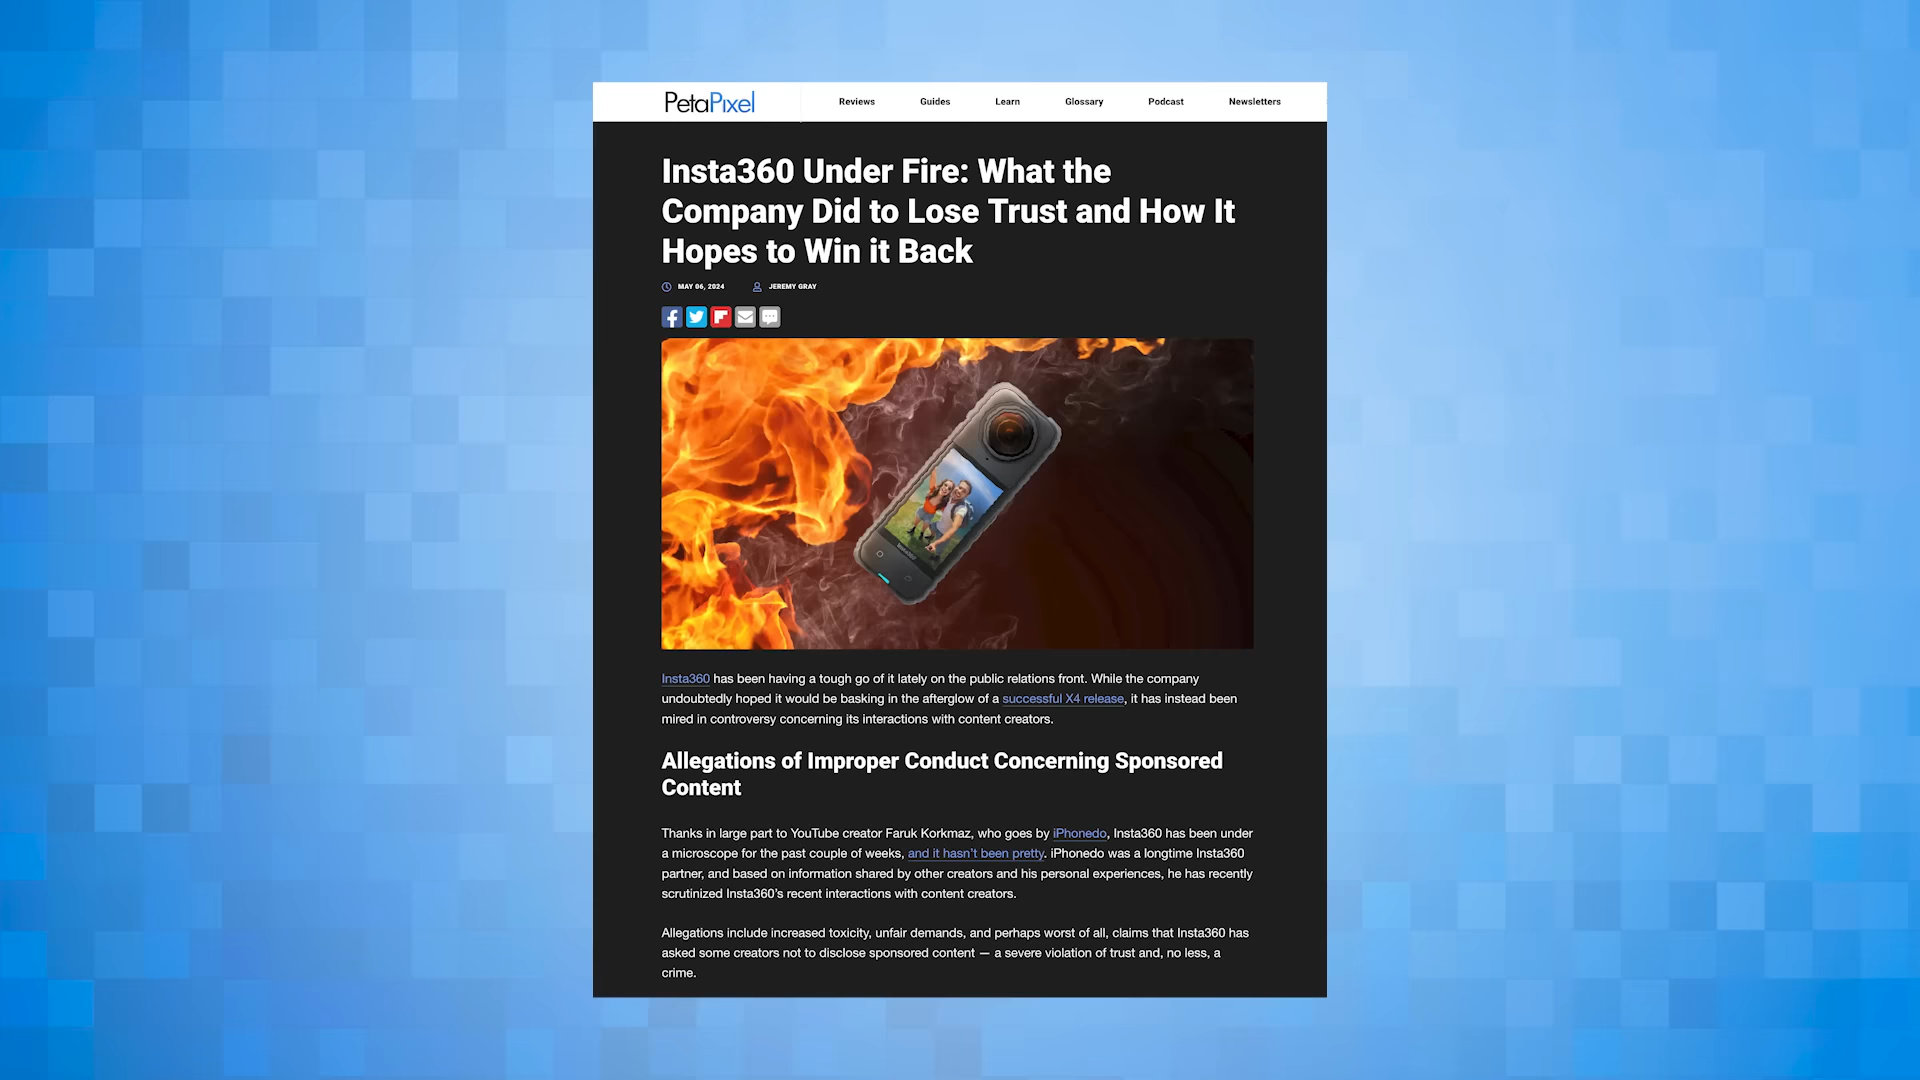 PetaPixel
Reviews Guides Learn Glossary Podcast Newsletters
Insta360 Under Fire: What the
Company Did to Lose Trust and How It
Hopes to Win it Back
MAY 06, 2024 JEREMY GRAY
Insta360
Insta360 has been having a tough go of it lately on the public relations front. While the company
undoubtedly hoped it would be basking in the afterglow of a successful X4 release, it has instead been
mired in controversy concerning its interactions with content creators.
Allegations of Improper Conduct Concerning Sponsored
Content
Thanks in large part to YouTube creator Faruk Korkmaz, who goes by iPhonedo, Insta360 has been under
a microscope for the past couple of weeks, and it hasn't been pretty. iPhonedo was a longtime Insta360
partner, and based on information shared by other creators and his personal experiences, he has recently
scrutinized Insta360's recent interactions with content creators.
Allegations include increased toxicity, unfair demands, and perhaps worst of all, claims that Insta360 has
asked some creators not to disclose sponsored content — a severe violation of trust and, no less, a
crime.